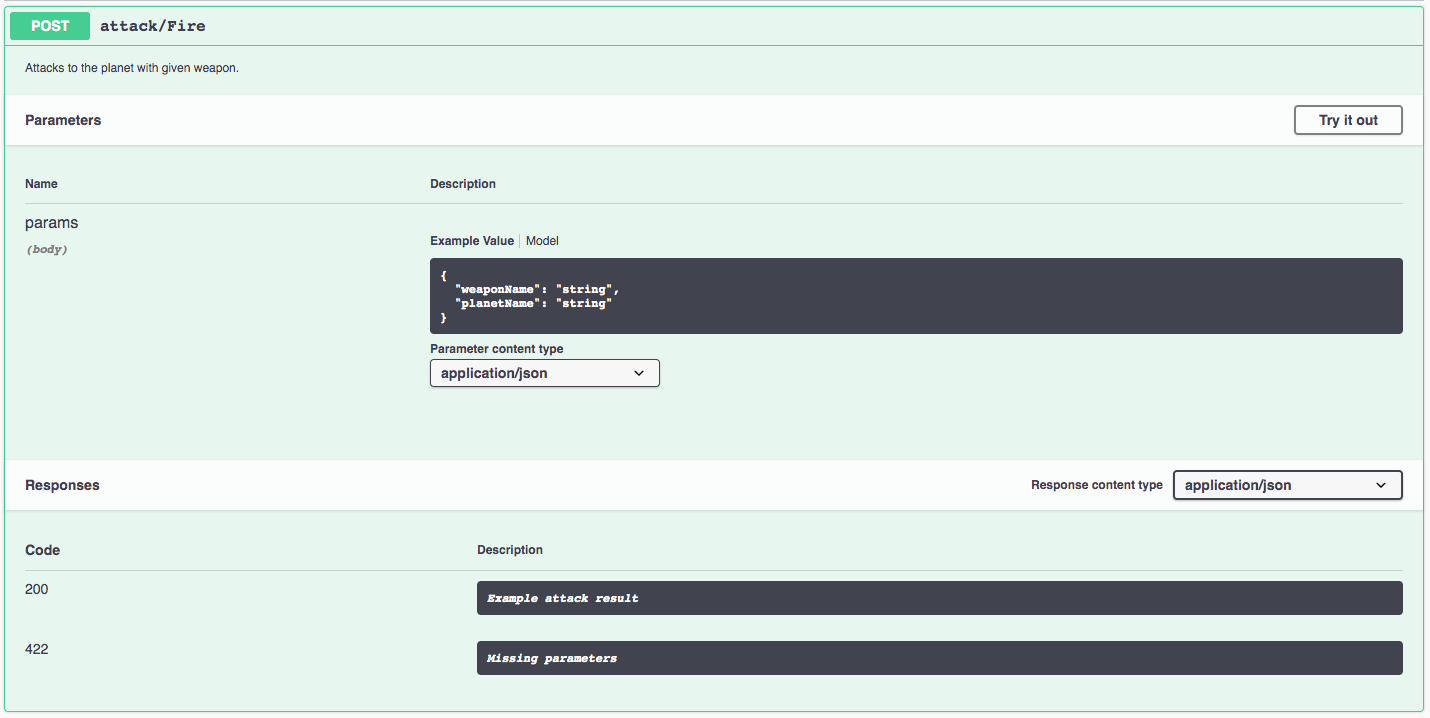 POST attack/Fire
Attacks to the planet with given weapon.
Parameters Try it out
Name Description
params
(body)
Example Value Model
{
"weaponName": "string",
"planetName": "string"
}
Parameter content type
application/json
Responses Response content type application/json
Code Description
200 Example attack result
422 Missing parameters